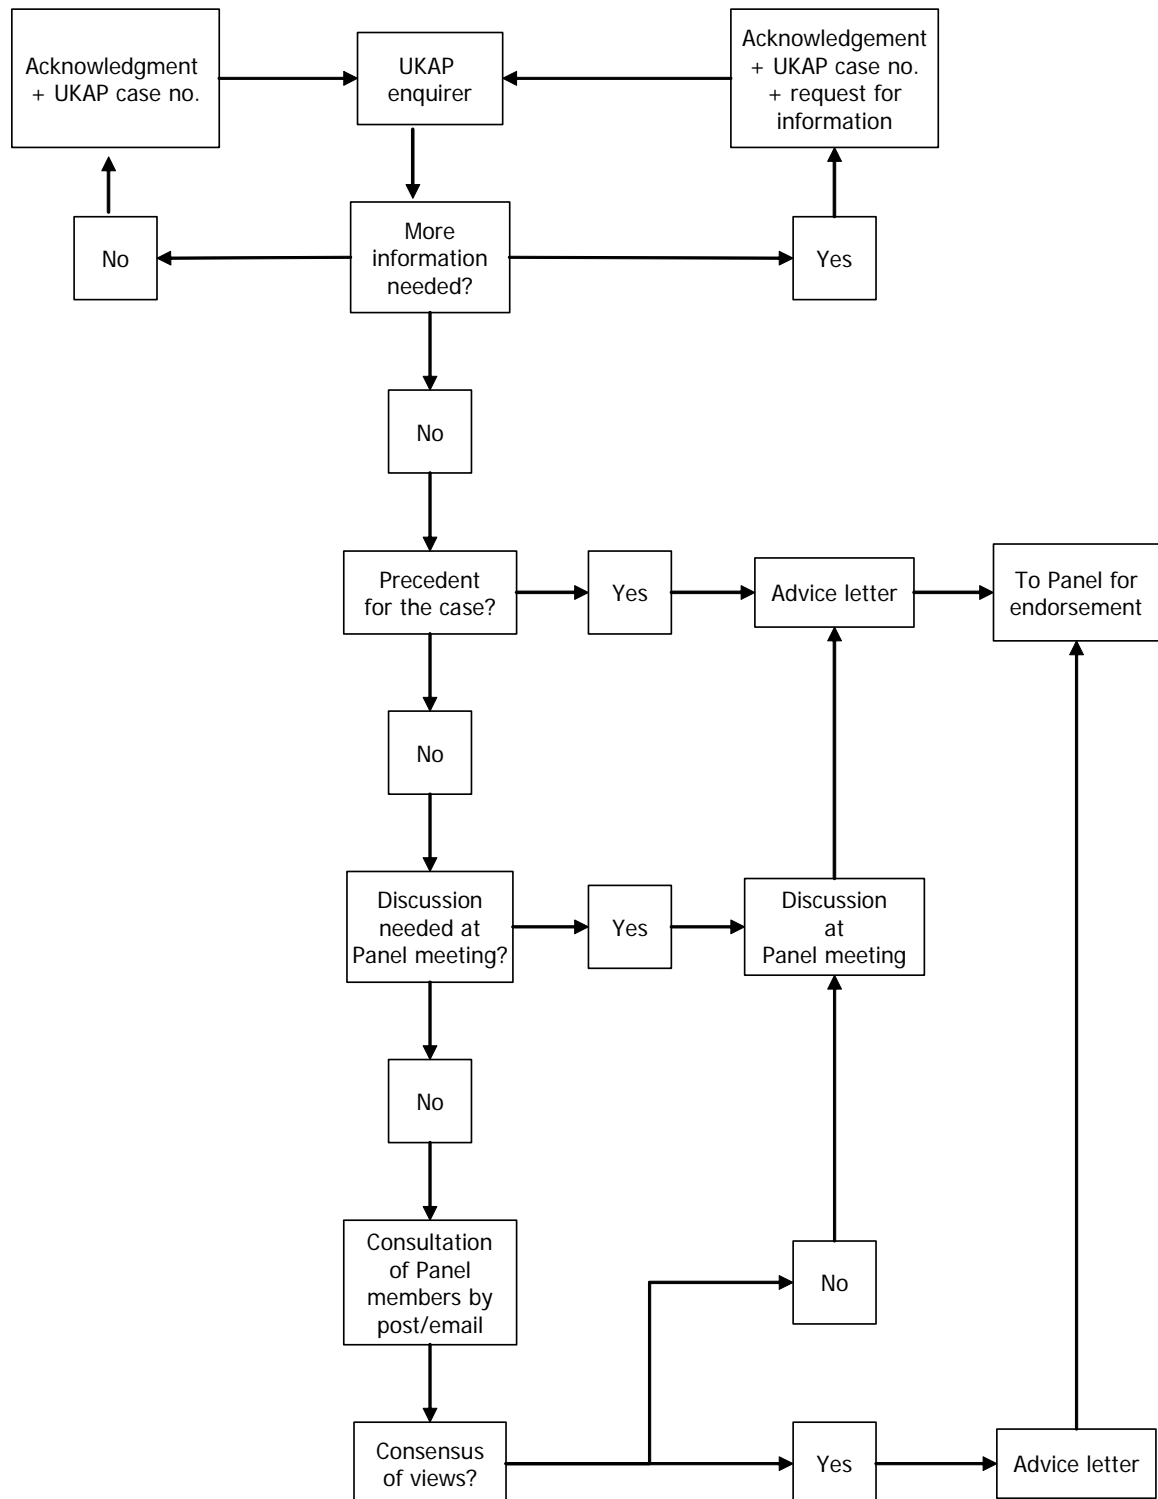 Acknowledgment
+ UKAP case no.
UKAP
enquirer
Acknowledgement
+ UKAP case no.
+ request for
information
No
More
information
needed?
Yes
No
Precedent
for the case?
Yes
Advice letter
To Panel for
endorsement
No
Discussion
needed at
Panel meeting?
Yes
Discussion
at
Panel meeting
No
Consultation
of Panel
members by
post/email
No
Consensus
of views?
Yes
Advice letter